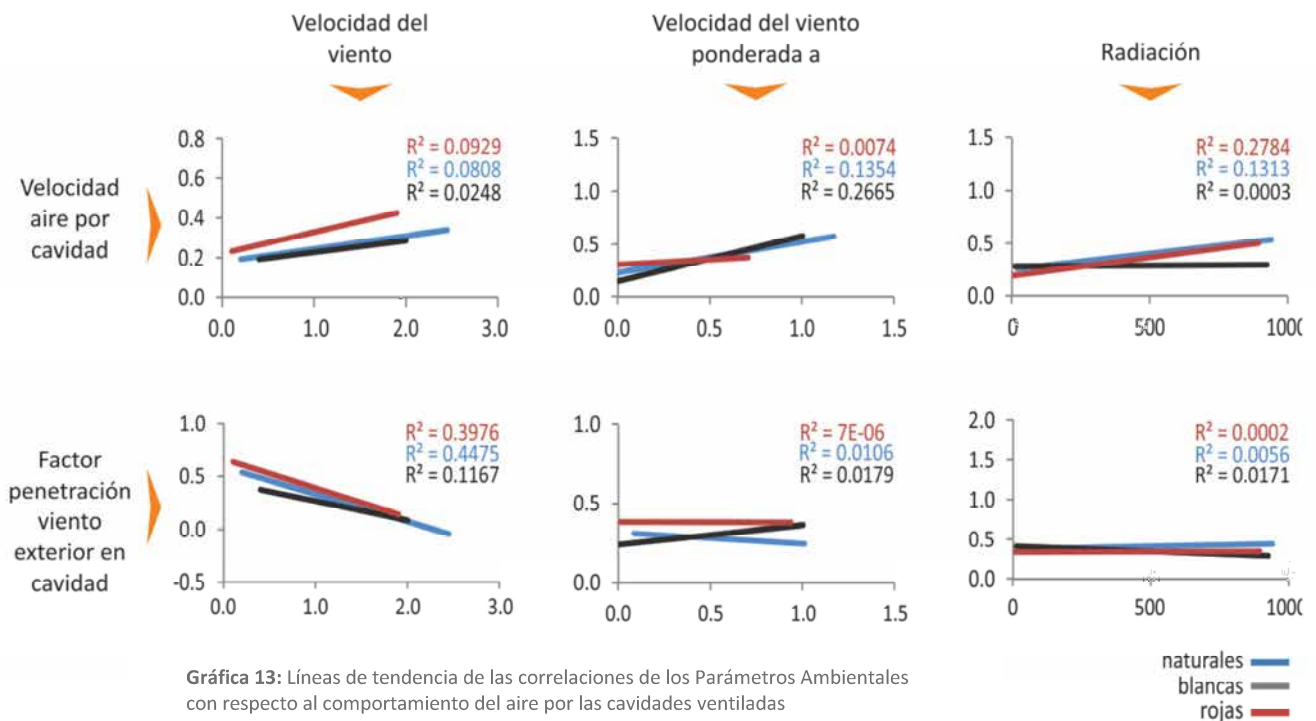 Velocidad del
viento
Velocidad del viento
ponderada a
Radiación
Velocidad
aire por
cavidad
0.8
0.6
0.4
0.2
0.0
0.0 1.0 2.0 3.0
R² = 0.0929
R² = 0.0808
R² = 0.0248
1.5
1.0
0.5
0.0
0.0 0.5 1.0 1.5
R² = 0.0074
R² = 0.1354
R² = 0.2665
1.5
1.0
0.5
0.0
0 500 1000
R² = 0.2784
R² = 0.1313
R² = 0.0003
Factor
penetración
viento
exterior en
cavidad
1.0
0.5
0.0
-0.5
0.0 1.0 2.0 3.0
R² = 0.3976
R² = 0.4475
R² = 0.1167
1.0
0.5
0.0
0.0 0.5 1.0 1.5
R² = 7E-06
R² = 0.0106
R² = 0.0179
2.0
1.5
1.0
0.5
0.0
0 500 1000
R² = 0.0002
R² = 0.0056
R² = 0.0171
Gráfica 13: Líneas de tendencia de las correlaciones de los Parámetros Ambientales
con respecto al comportamiento del aire por las cavidades ventiladas
naturales
blancas
rojas